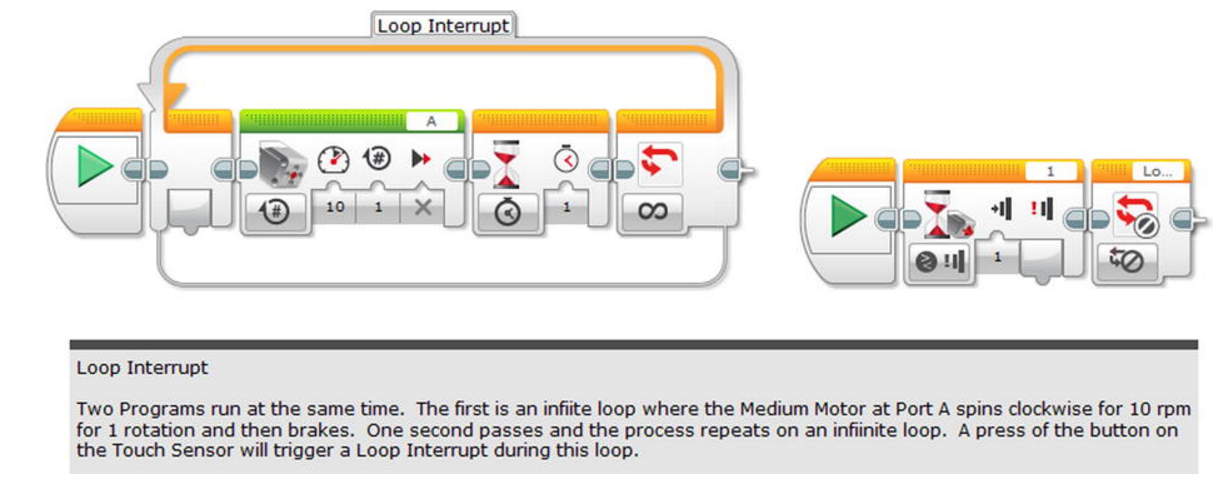 Loop Interrupt
A
10 1
1
1
Lo...
1
Loop Interrupt
Two Programs run at the same time. The first is an infiite loop where the Medium Motor at Port A spins clockwise for 10 rpm
for 1 rotation and then brakes. One second passes and the process repeats on an infiinite loop. A press of the button on
the Touch Sensor will trigger a Loop Interrupt during this loop.